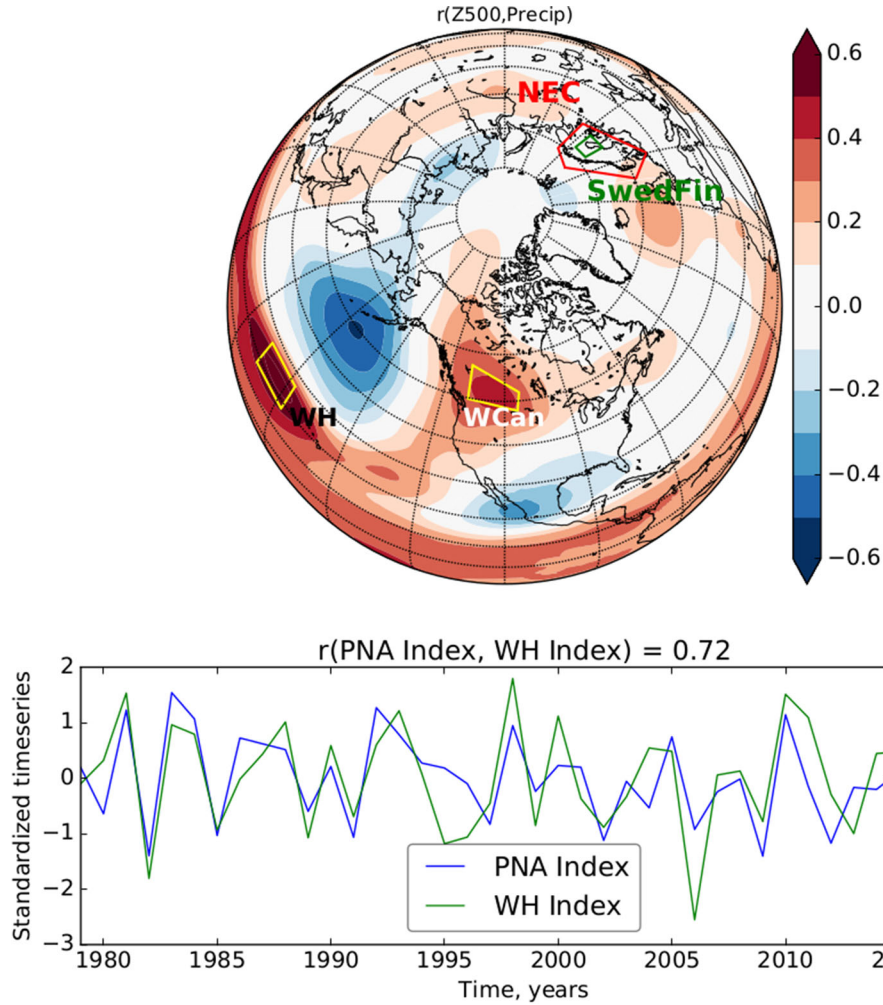 r(Z500,Precip)
NEC
SwedFin
WH
WCan
0.6
0.4
0.2
0.0
−0.2
−0.4
−0.6
r(PNA Index, WH Index) = 0.72
Standardized timeseries
2
1
0
−1
−2
−3
PNA Index
WH Index
1980
1985
1990
1995
2000
2005
2010
2
Time, years